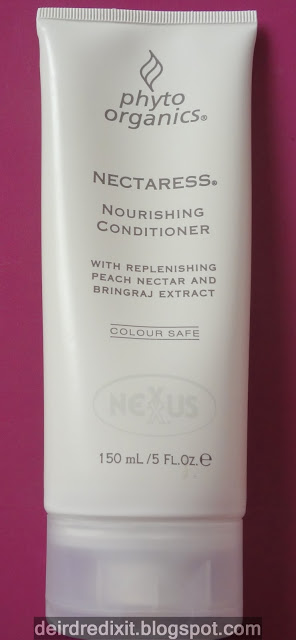 phyto
organics®
NECTARESS®
NOURISHING
CONDITIONER
WITH REPLENISHING
PEACH NECTAR AND
BRINGRAJ EXTRACT
COLOUR SAFE
NEXXUS
150 mL/5 FL.OZ.℮
deirdredixit.blogspot.com